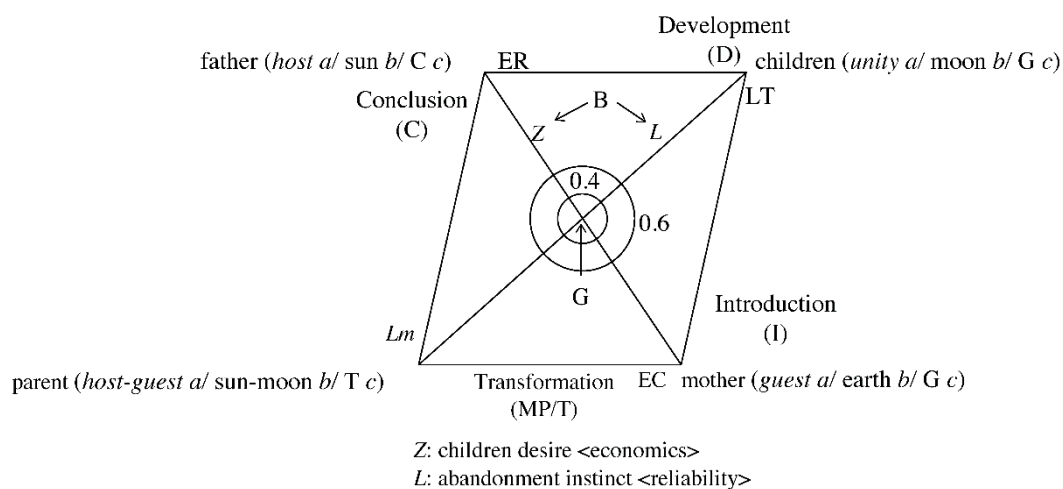 Development
(D)
father (host a/ sun b/ C c)
ER
children (unity a/ moon b/ G c)
LT
Conclusion
(C)
B
Z
L
0.4
0.6
G
Introduction
(I)
Lm
parent (host-guest a/ sun-moon b/ T c)
Transformation
(MP/T)
EC
mother (guest a/ earth b/ G c)
Z: children desire <economics>
L: abandonment instinct <reliability>